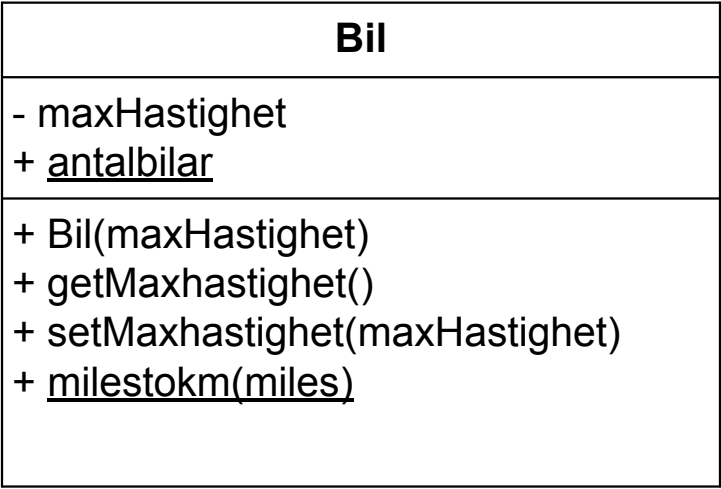 Bil
- maxHastighet
+ antalbilar
+ Bil(maxHastighet)
+ getMaxhastighet()
+ setMaxhastighet(maxHastighet)
+ milestokm(miles)